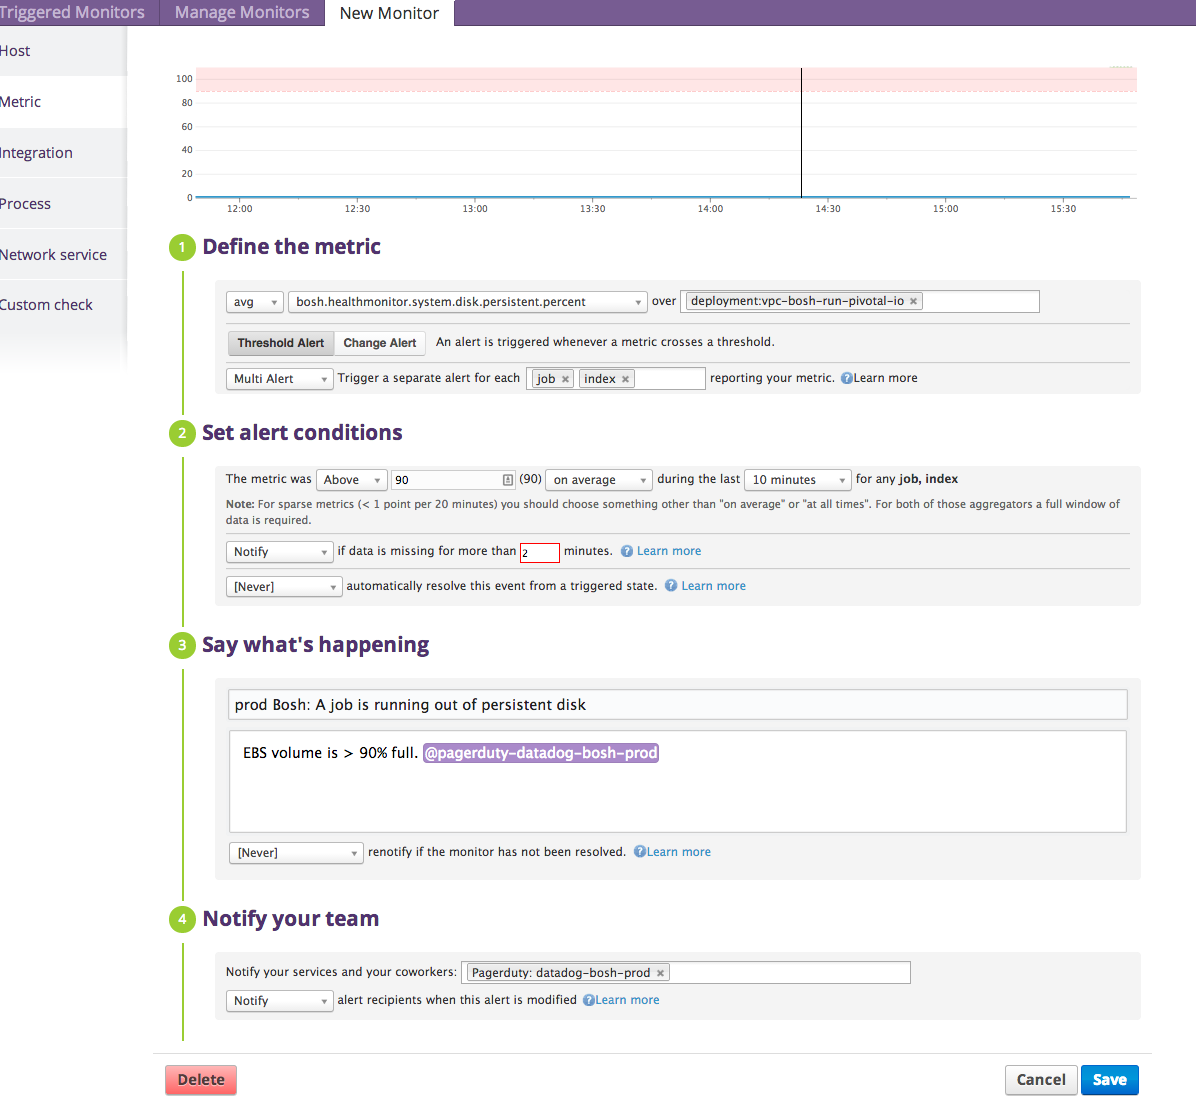 Triggered Monitors Manage Monitors New Monitor
Host
Metric
Integration
Process
Network service
Custom check
100
80
60
40
20
0
12:00 12:30 13:00 13:30 14:00 14:30 15:00 15:30
1 Define the metric
avg bosh.healthmonitor.system.disk.persistent.percent over deployment:vpc-bosh-run-pivotal-io ×
Threshold Alert Change Alert An alert is triggered whenever a metric crosses a threshold.
Multi Alert Trigger a separate alert for each job × index × reporting your metric. ? Learn more
2 Set alert conditions
The metric was Above 90 (90) on average during the last 10 minutes for any job, index
Note: For sparse metrics (< 1 point per 20 minutes) you should choose something other than "on average" or "at all times". For both of those aggregators a full window of
data is required.
Notify if data is missing for more than 2 minutes. ? Learn more
[Never] automatically resolve this event from a triggered state. ? Learn more
3 Say what's happening
prod Bosh: A job is running out of persistent disk
EBS volume is > 90% full. @pagerduty-datadog-bosh-prod
[Never] renotify if the monitor has not been resolved. ? Learn more
4 Notify your team
Notify your services and your coworkers: Pagerduty: datadog-bosh-prod ×
Notify alert recipients when this alert is modified ? Learn more
Delete Cancel Save